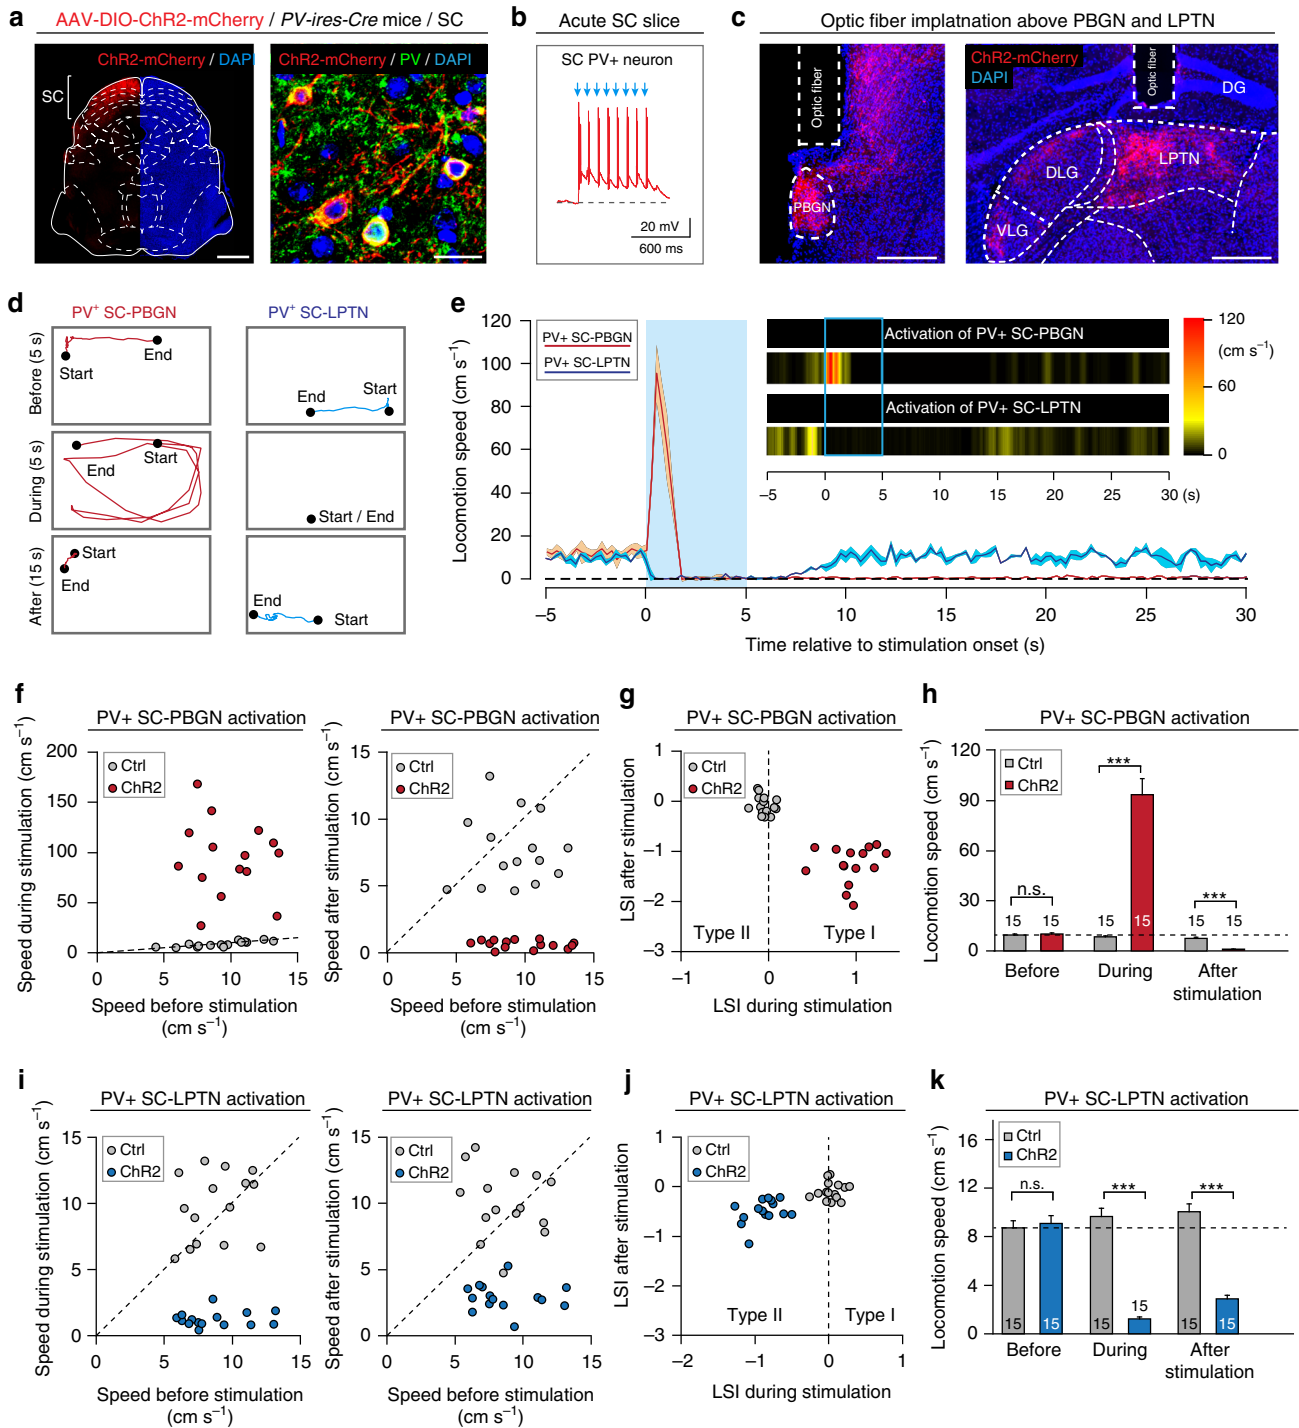 a
AAV-DIO-ChR2-mCherry / PV-ires-Cre mice / SC
ChR2-mCherry / DAPI
SC
ChR2-mCherry / PV / DAPI
b
Acute SC slice
SC PV+ neuron
20 mV
600 ms
c
Optic fiber implatnation above PBGN and LPTN
Optic fiber
PBGN
ChR2-mCherry
DAPI
Optic fiber
DG
DLG
LPTN
VLG
d
PV+ SC-PBGN
PV+ SC-LPTN
Before (5 s)
End
Start
Start
End
During (5 s)
Start
End
Start / End
After (15 s)
Start
End
End
Start
e
Locomotion speed (cm s−1)
120
100
80
60
40
20
0
PV+ SC-PBGN
PV+ SC-LPTN
Activation of PV+ SC-PBGN
Activation of PV+ SC-LPTN
120
(cm s−1)
60
0
−5 0 5 10 15 20 25 30 (s)
−5 0 5 10 15 20 25 30
Time relative to stimulation onset (s)
f
PV+ SC-PBGN activation
Speed during stimulation (cm s−1)
200
150
100
50
0
Ctrl
ChR2
0 5 10 15
Speed before stimulation
(cm s−1)
PV+ SC-PBGN activation
Speed after stimulation (cm s−1)
15
10
5
0
Ctrl
ChR2
0 5 10 15
Speed before stimulation
(cm s−1)
g
PV+ SC-PBGN activation
LSI after stimulation
1
0
−1
−2
−3
Ctrl
ChR2
Type II
Type I
−1 0 1
LSI during stimulation
h
PV+ SC-PBGN activation
Locomotion speed (cm s−1)
120
90
60
30
0
Ctrl
ChR2
n.s.
***
***
15 15 15 15 15 15
Before During After
stimulation
i
PV+ SC-LPTN activation
Speed during stimulation (cm s−1)
15
10
5
0
Ctrl
ChR2
0 5 10 15
Speed before stimulation
(cm s−1)
PV+ SC-LPTN activation
Speed after stimulation (cm s−1)
15
10
5
0
Ctrl
ChR2
0 5 10 15
Speed before stimulation
(cm s−1)
j
PV+ SC-LPTN activation
LSI after stimulation
1
0
−1
−2
−3
Ctrl
ChR2
Type II
Type I
−2 −1 0 1
LSI during stimulation
k
PV+ SC-LPTN activation
Locomotion speed (cm s−1)
16
12
8
4
0
Ctrl
ChR2
n.s.
***
***
15 15 15 15 15 15
Before During After
stimulation